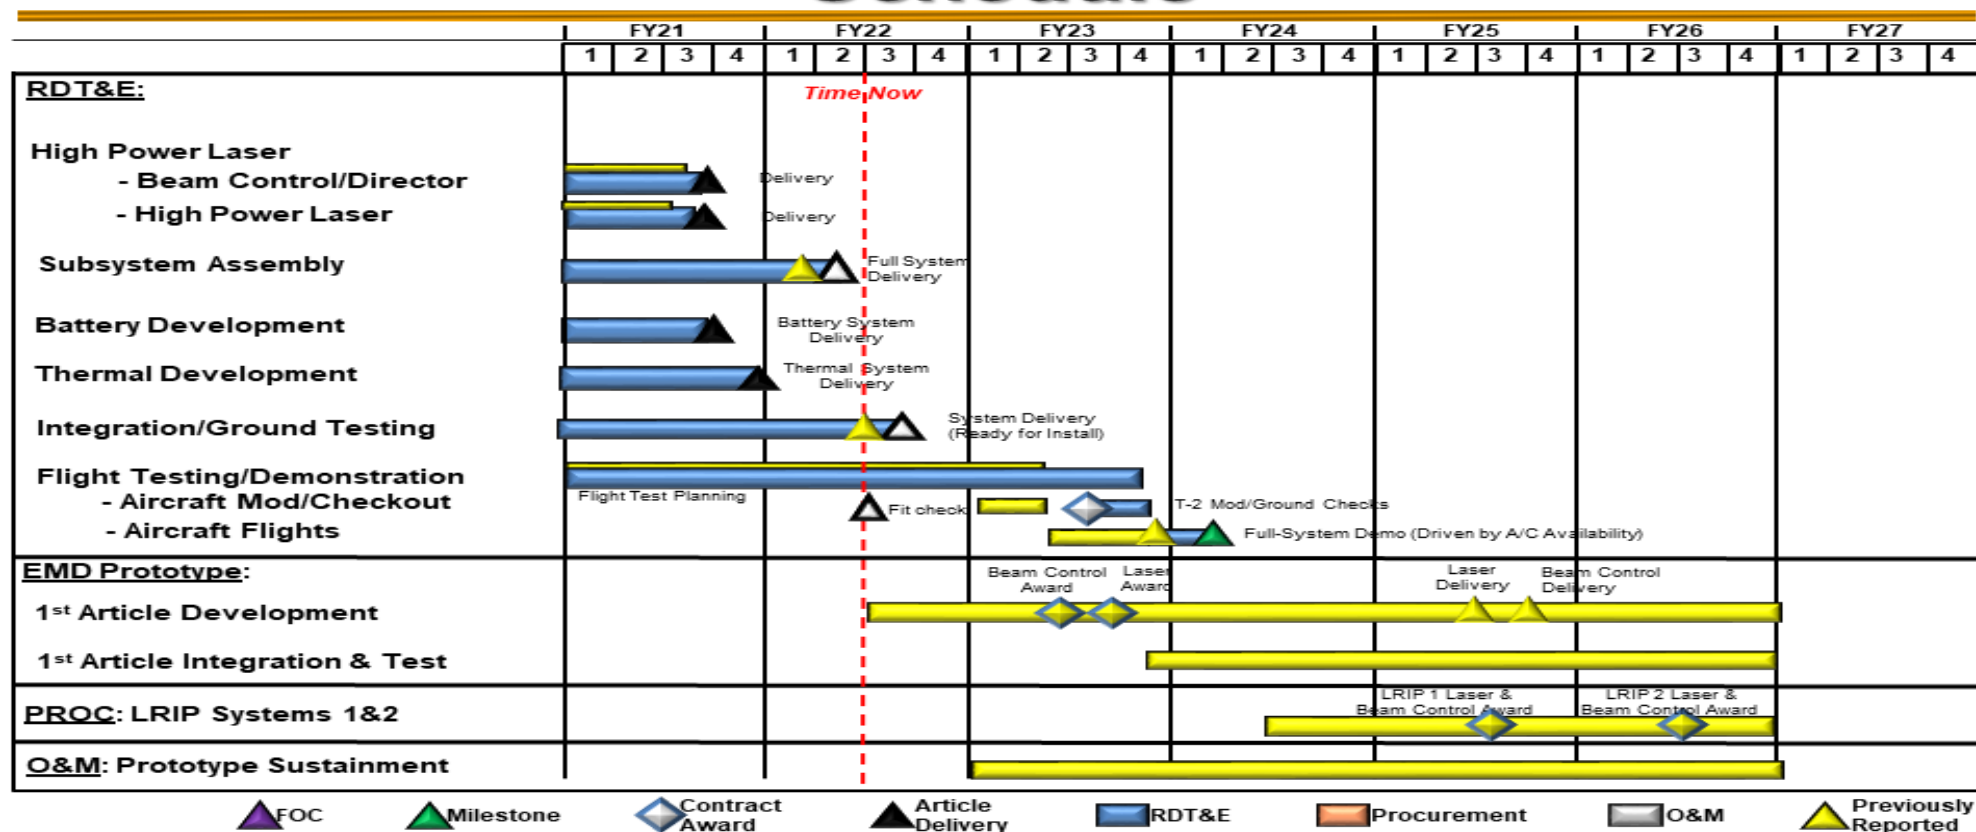 Schedule
FY21 FY22 FY23 FY24 FY25 FY26 FY27
1 2 3 4 1 2 3 4 1 2 3 4 1 2 3 4 1 2 3 4 1 2 3 4 1 2 3 4
RDT&E:
Time Now
High Power Laser
- Beam Control/Director
Delivery
- High Power Laser
Delivery
Subsystem Assembly
Full System
Delivery
Battery Development
Battery System
Delivery
Thermal Development
Thermal System
Delivery
Integration/Ground Testing
System Delivery
(Ready for Install)
Flight Testing/Demonstration
Flight Test Planning
- Aircraft Mod/Checkout
Fit check
T-2 Mod/Ground Checks
- Aircraft Flights
Full-System Demo (Driven by A/C Availability)
EMD Prototype:
Beam Control
Award
Laser
Award
Laser
Delivery
Beam Control
Delivery
1st Article Development
1st Article Integration & Test
PROC: LRIP Systems 1&2
LRIP 1 Laser &
Beam Control Award
LRIP 2 Laser &
Beam Control Award
O&M: Prototype Sustainment
FOC
Milestone
Contract
Award
Article
Delivery
RDT&E
Procurement
O&M
Previously
Reported